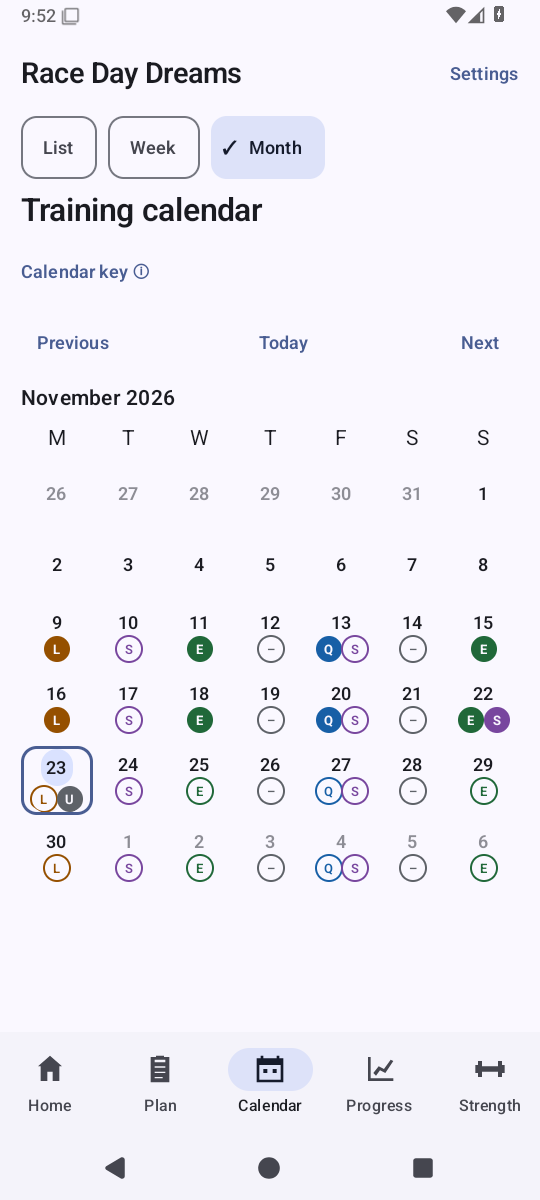 9:52
Race Day Dreams
Settings
List Week ✓ Month
Training calendar
Calendar key ⓘ
Previous Today Next
November 2026
M T W T F S S
26 27 28 29 30 31 1
2 3 4 5 6 7 8
9 10 11 12 13 14 15
L S E – Q S – E
16 17 18 19 20 21 22
L S E – Q S – E S
23 24 25 26 27 28 29
L U S E – Q S – E
30 1 2 3 4 5 6
L S E – Q S – E
Home Plan Calendar Progress Strength